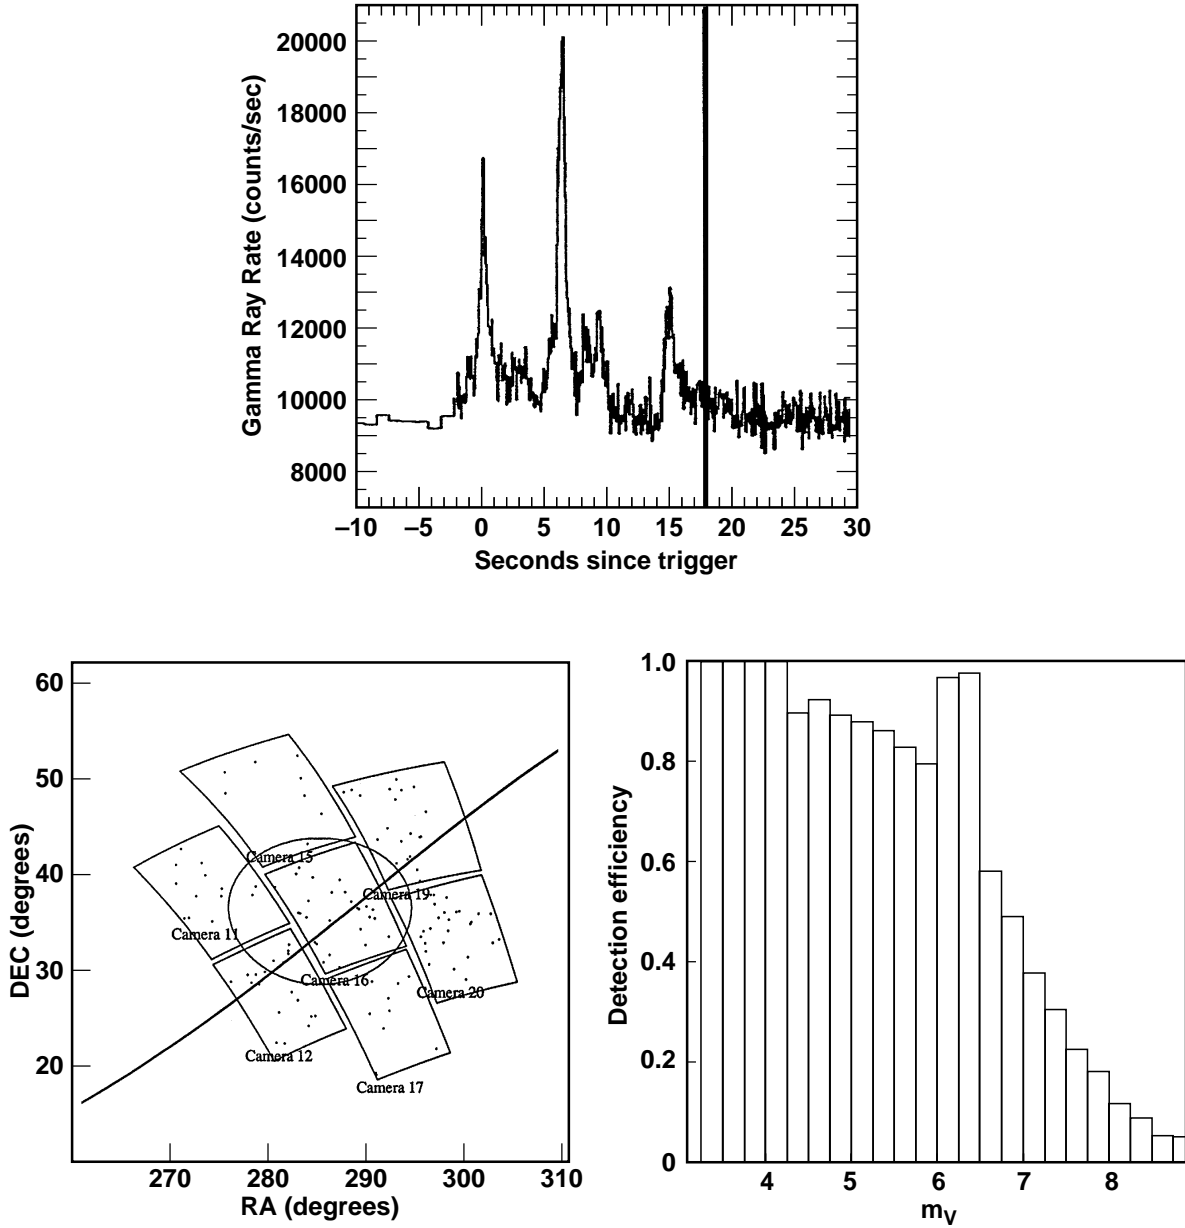 20000
18000
16000
14000
12000
10000
8000
Gamma Ray Rate (counts/sec)
–10 –5 0 5 10 15 20 25 30
Seconds since trigger
60
50
40
30
20
DEC (degrees)
Camera 15
Camera 19
Camera 11
Camera 16
Camera 20
Camera 12
Camera 17
270 280 290 300 310
RA (degrees)
1.0
0.8
0.6
0.4
0.2
0
Detection efficiency
4 5 6 7 8
mV